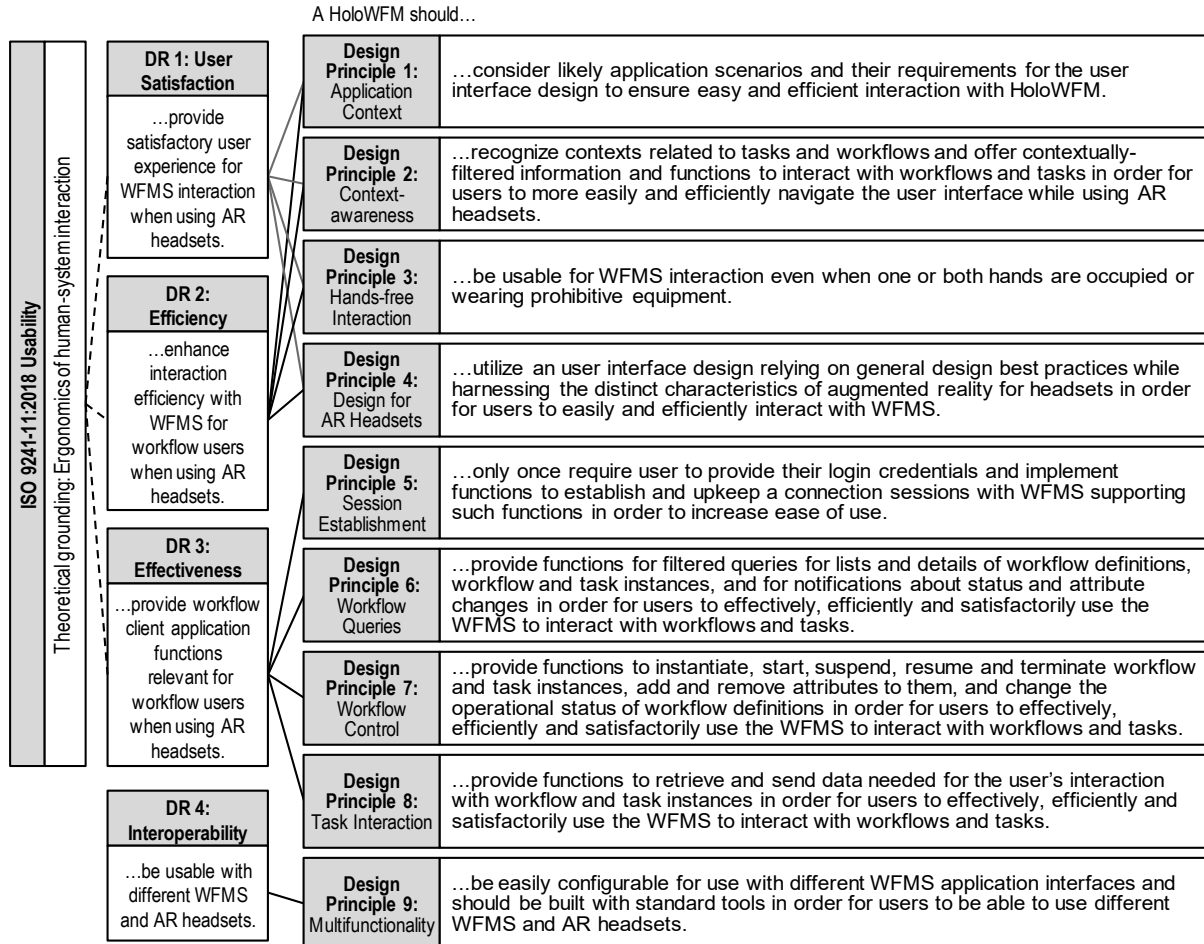 A HoloWFM should…
ISO 9241-11:2018 Usability
Theoretical grounding: Ergonomics of human-system interaction
DR 1: User
Satisfaction
…provide
satisfactory user
experience for
WFMS interaction
when using AR
headsets.
DR 2:
Efficiency
…enhance
interaction
efficiency with
WFMS for
workflow users
when using AR
headsets.
DR 3:
Effectiveness
…provide workflow
client application
functions
relevant for
workflow users
when using AR
headsets.
DR 4:
Interoperability
…be usable with
different WFMS
and AR headsets.
Design
Principle 1:
Application
Context
…consider likely application scenarios and their requirements for the user
interface design to ensure easy and efficient interaction with HoloWFM.
Design
Principle 2:
Context-
awareness
…recognize contexts related to tasks and workflows and offer contextually-
filtered information and functions to interact with workflows and tasks in order for
users to more easily and efficiently navigate the user interface while using AR
headsets.
Design
Principle 3:
Hands-free
Interaction
…be usable for WFMS interaction even when one or both hands are occupied or
wearing prohibitive equipment.
Design
Principle 4:
Design for
AR Headsets
…utilize an user interface design relying on general design best practices while
harnessing the distinct characteristics of augmented reality for headsets in order
for users to easily and efficiently interact with WFMS.
Design
Principle 5:
Session
Establishment
…only once require user to provide their login credentials and implement
functions to establish and upkeep a connection sessions with WFMS supporting
such functions in order to increase ease of use.
Design
Principle 6:
Workflow
Queries
…provide functions for filtered queries for lists and details of workflow definitions,
workflow and task instances, and for notifications about status and attribute
changes in order for users to effectively, efficiently and satisfactorily use the
WFMS to interact with workflows and tasks.
Design
Principle 7:
Workflow
Control
…provide functions to instantiate, start, suspend, resume and terminate workflow
and task instances, add and remove attributes to them, and change the
operational status of workflow definitions in order for users to effectively,
efficiently and satisfactorily use the WFMS to interact with workflows and tasks.
Design
Principle 8:
Task Interaction
…provide functions to retrieve and send data needed for the user's interaction
with workflow and task instances in order for users to effectively, efficiently and
satisfactorily use the WFMS to interact with workflows and tasks.
Design
Principle 9:
Multifunctionality
…be easily configurable for use with different WFMS application interfaces and
should be built with standard tools in order for users to be able to use different
WFMS and AR headsets.